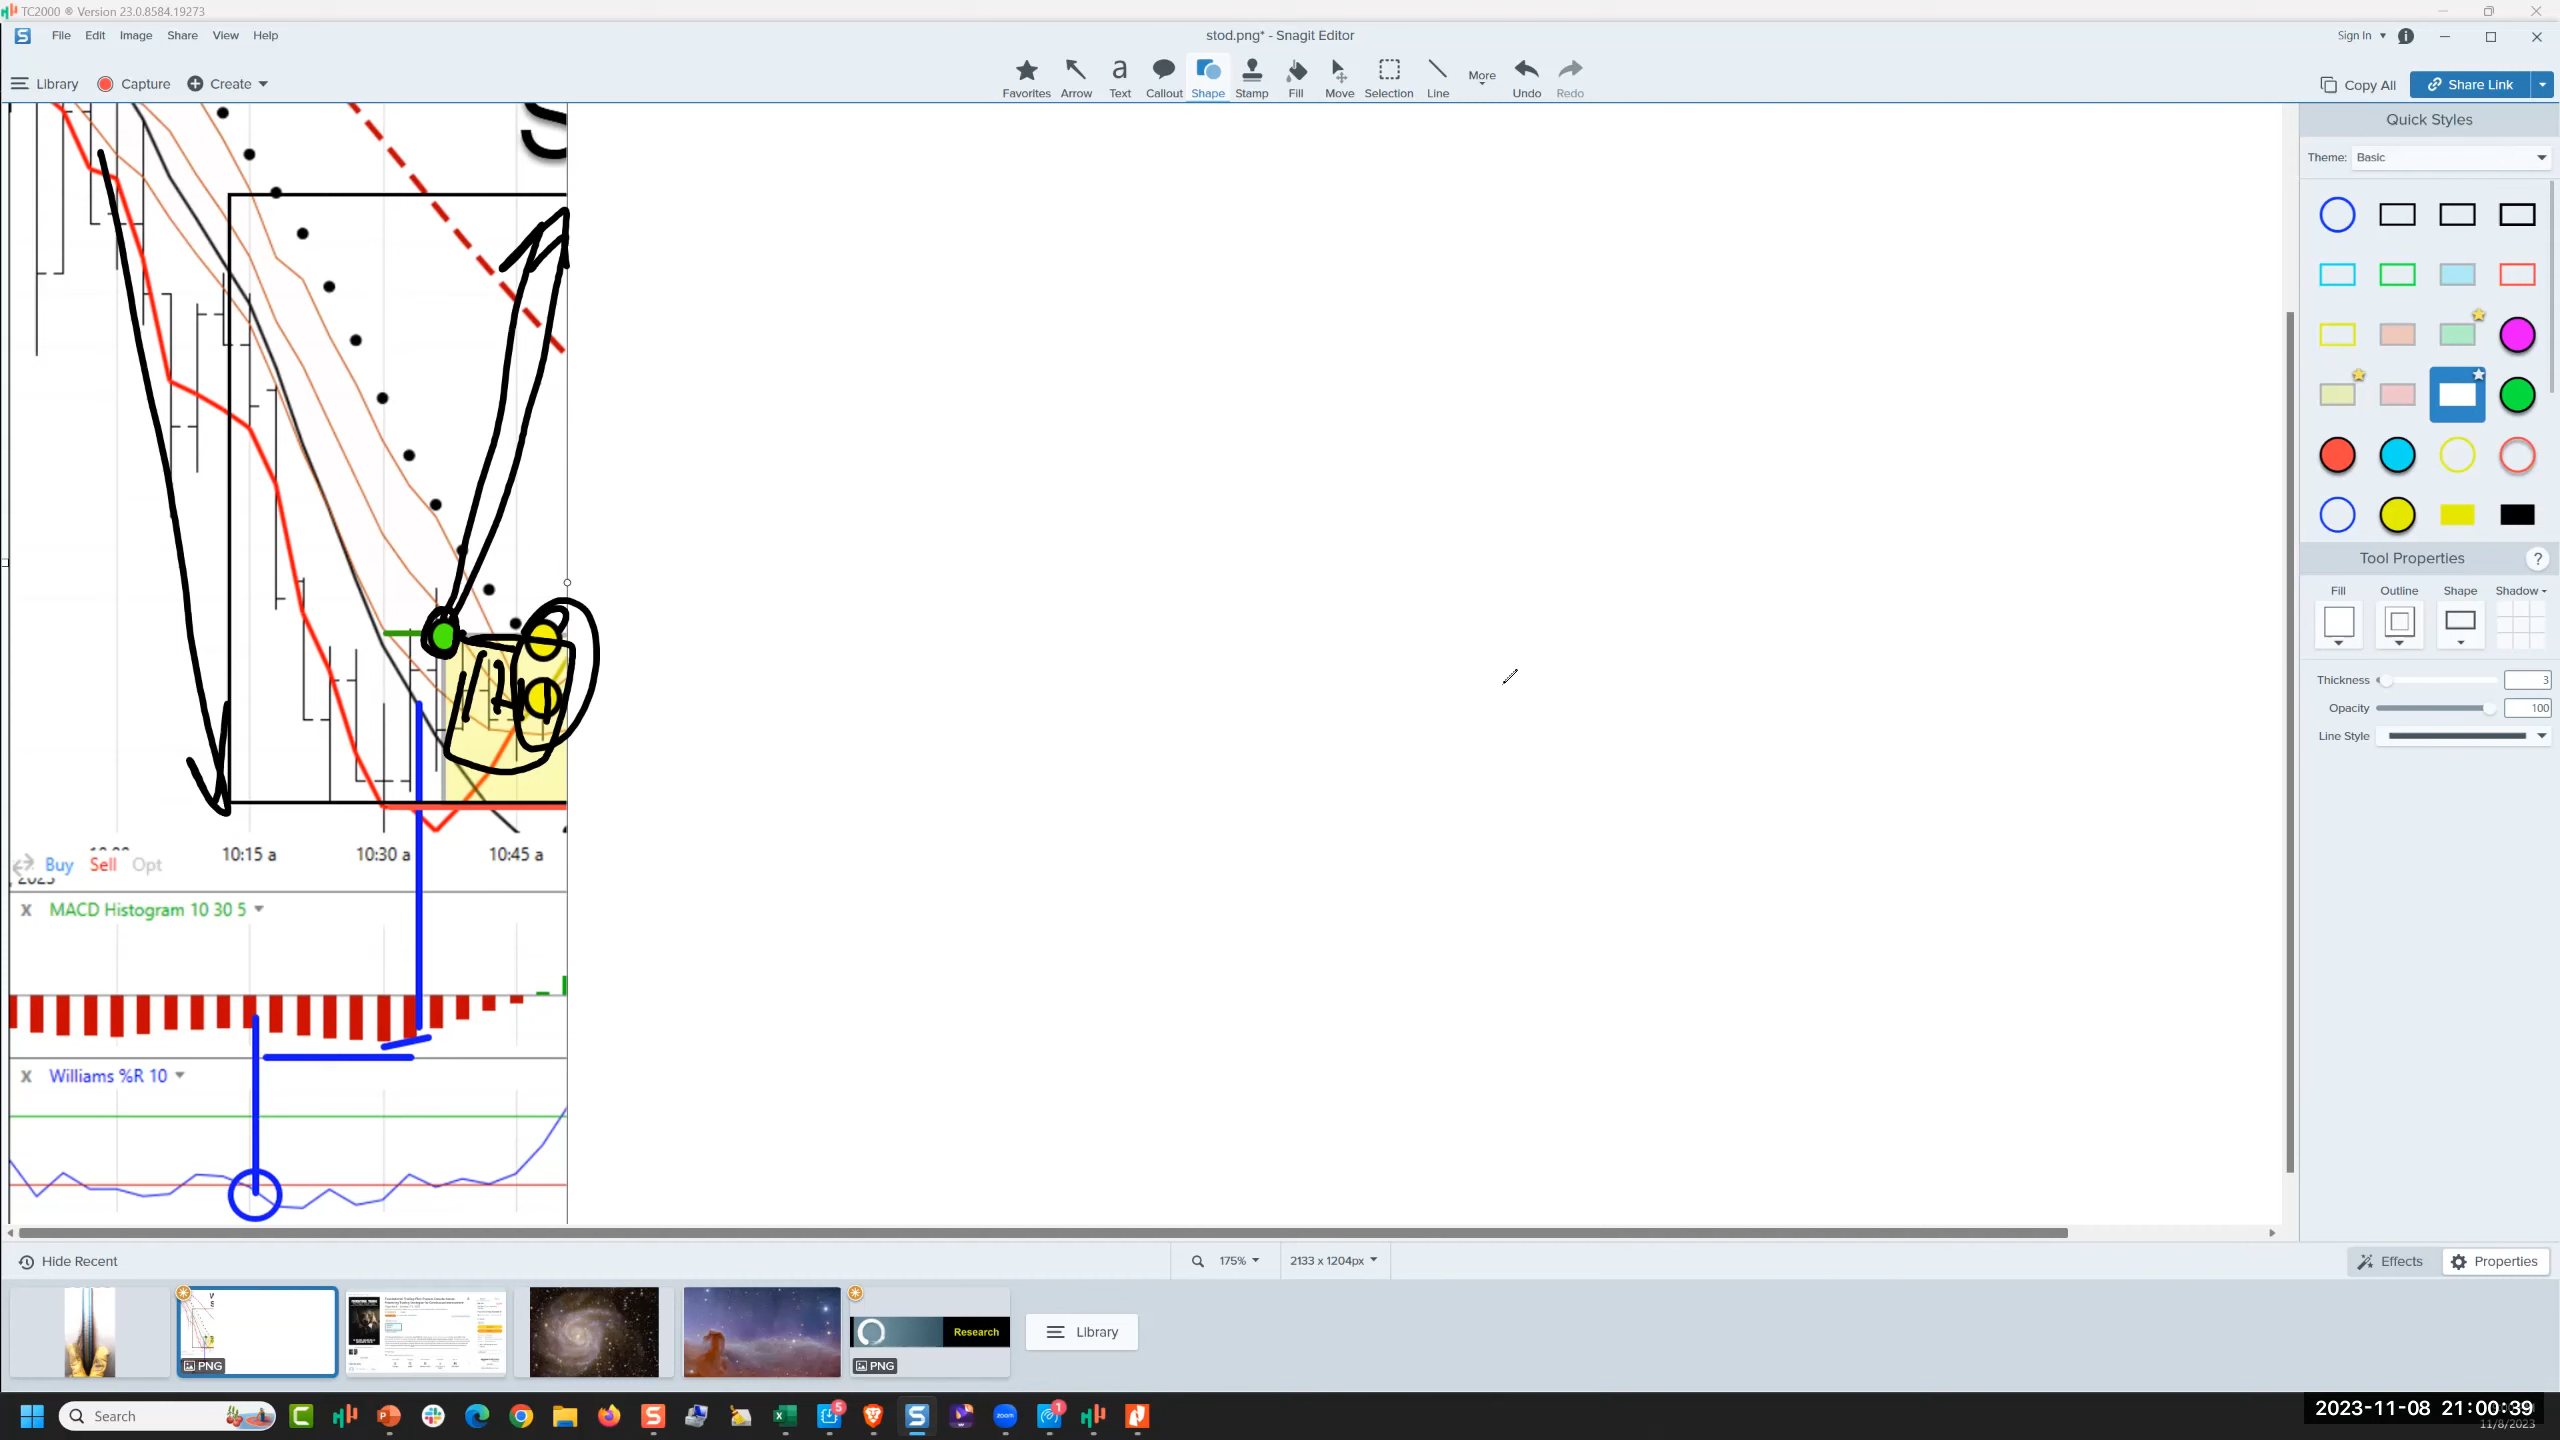 TC2000 ® Version 23.0.8584.19273
File Edit Image Share View Help
stod.png* - Snagit Editor
Sign In
Library Capture Create
Favorites Arrow Text Callout Shape Stamp Fill Move Selection Line More Undo Redo
Copy All Share Link
Quick Styles
Theme: Basic
10:15 a 10:30 a 10:45 a
Buy Sell Opt
X MACD Histogram 10 30 5
X Williams %R 10
Tool Properties ?
Fill Outline Shape Shadow
Thickness 3
Opacity 100
Line Style
Hide Recent
175%
2133 x 1204px
Effects Properties
PNG
Research
PNG
Library
Search
5
zoom
1
2023-11-08 21:00:39
11/8/2023